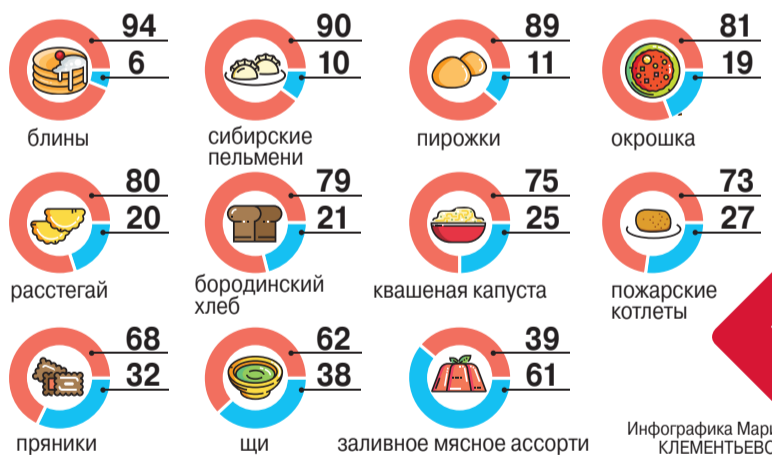 94
6
блины
90
10
сибирские
пельмени
89
11
пирожки
81
19
окрошка
80
20
расстегай
79
21
бородинский
хлеб
75
25
квашеная капуста
73
27
пожарские
котлеты
68
32
пряники
62
38
щи
39
61
заливное мясное ассорти
Инфографика